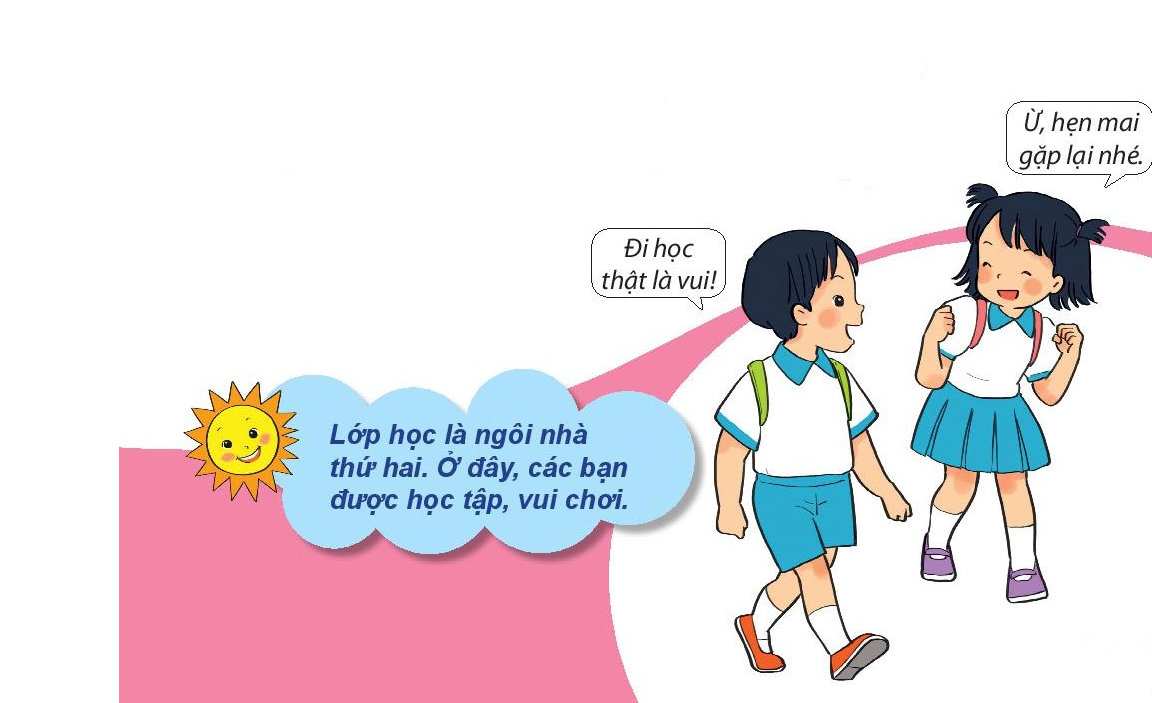 Ừ, hẹn mai
gặp lại nhé.
Đi học
thật là vui!
Lớp học là ngôi nhà
thứ hai. Ở đây, các bạn
được học tập, vui chơi.